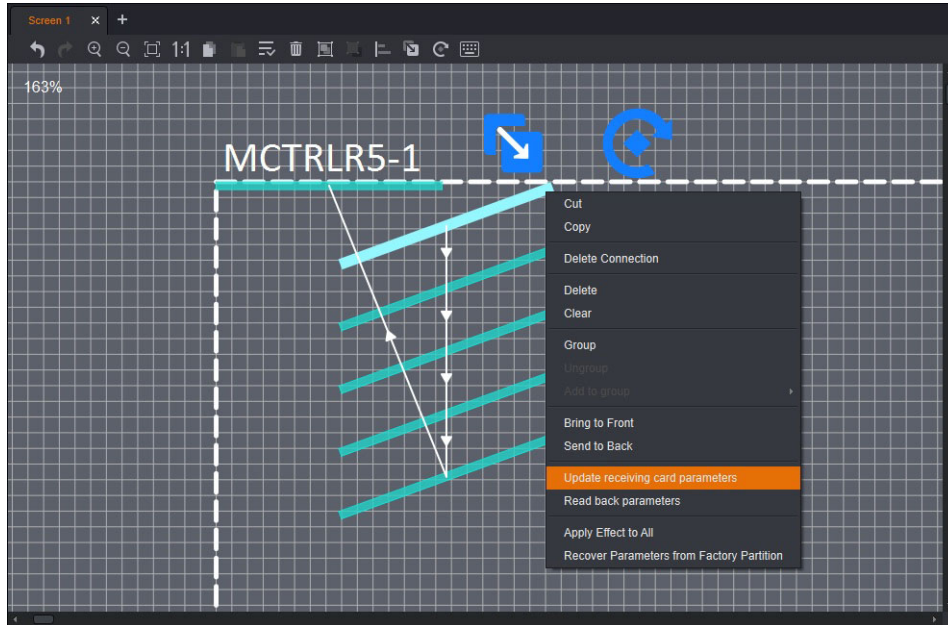 Screen 1
1:1
163%
MCTRLR5-1
Cut
Copy
Delete Connection
Delete
Clear
Group
Ungroup
Add to group
Bring to Front
Send to Back
Update receiving card parameters
Read back parameters
Apply Effect to All
Recover Parameters from Factory Partition